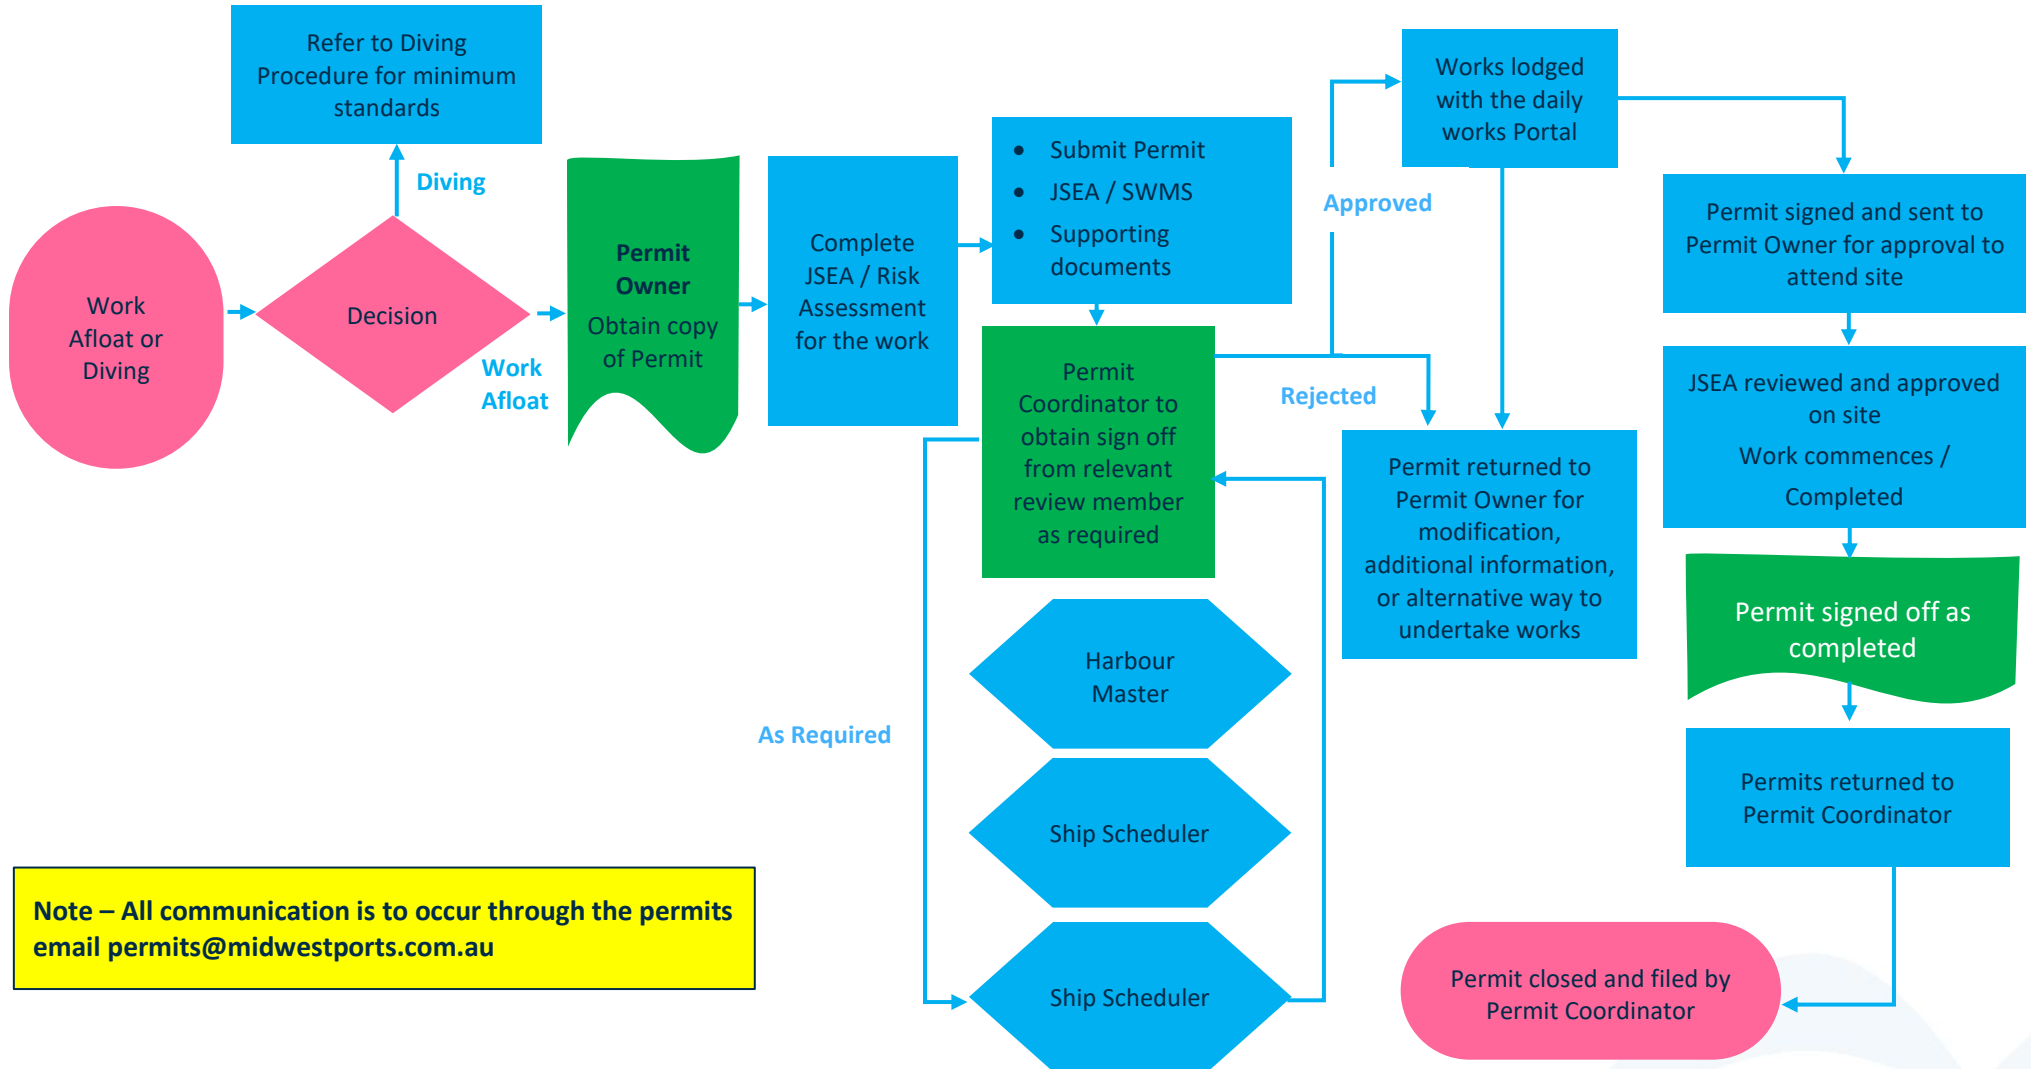 Refer to Diving
Procedure for minimum
standards
Diving
Work
Afloat or
Diving
Decision
Work
Afloat
Permit
Owner
Obtain copy
of Permit
Complete
JSEA / Risk
Assessment
for the work
• Submit Permit
• JSEA / SWMS
• Supporting
documents
Permit
Coordinator to
obtain sign off
from relevant
review member
as required
As Required
Harbour
Master
Ship Scheduler
Ship Scheduler
Approved
Rejected
Works lodged
with the daily
works Portal
Permit returned to
Permit Owner for
modification,
additional information,
or alternative way to
undertake works
Permit signed and sent to
Permit Owner for approval to
attend site
JSEA reviewed and approved
on site
Work commences /
Completed
Permit signed off as
completed
Permits returned to
Permit Coordinator
Permit closed and filed by
Permit Coordinator
Note – All communication is to occur through the permits
email permits@midwestports.com.au